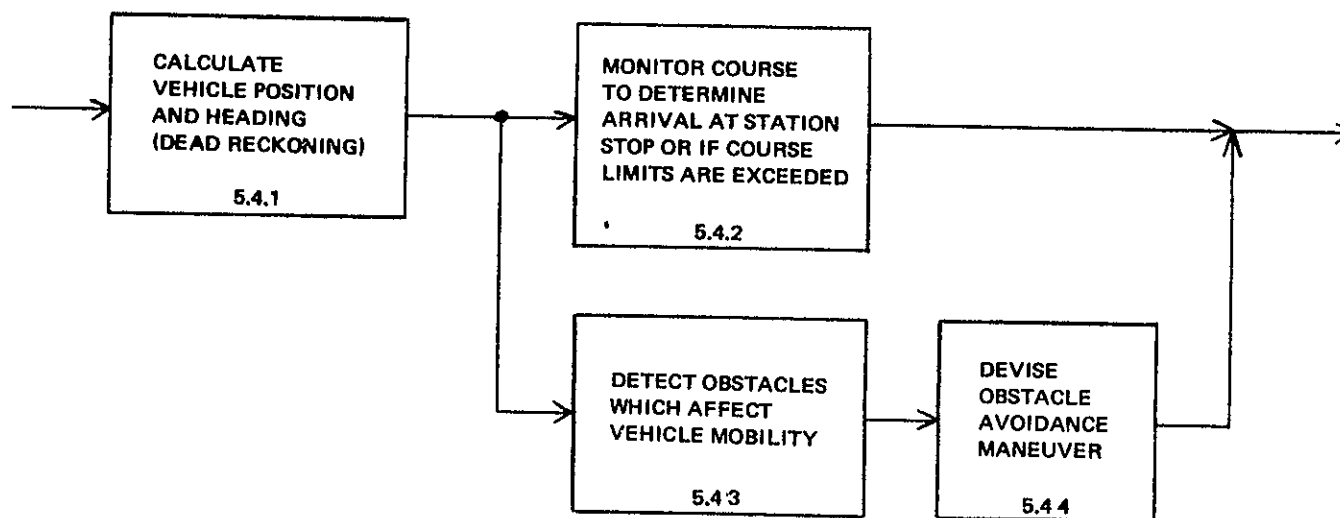 CALCULATE
VEHICLE POSITION
AND HEADING
(DEAD RECKONING)
5.4.1
MONITOR COURSE
TO DETERMINE
ARRIVAL AT STATION
STOP OR IF COURSE
LIMITS ARE EXCEEDED
5.4.2
DETECT OBSTACLES
WHICH AFFECT
VEHICLE MOBILITY
5.4 3
DEVISE
OBSTACLE
AVOIDANCE
MANEUVER
5.4 4